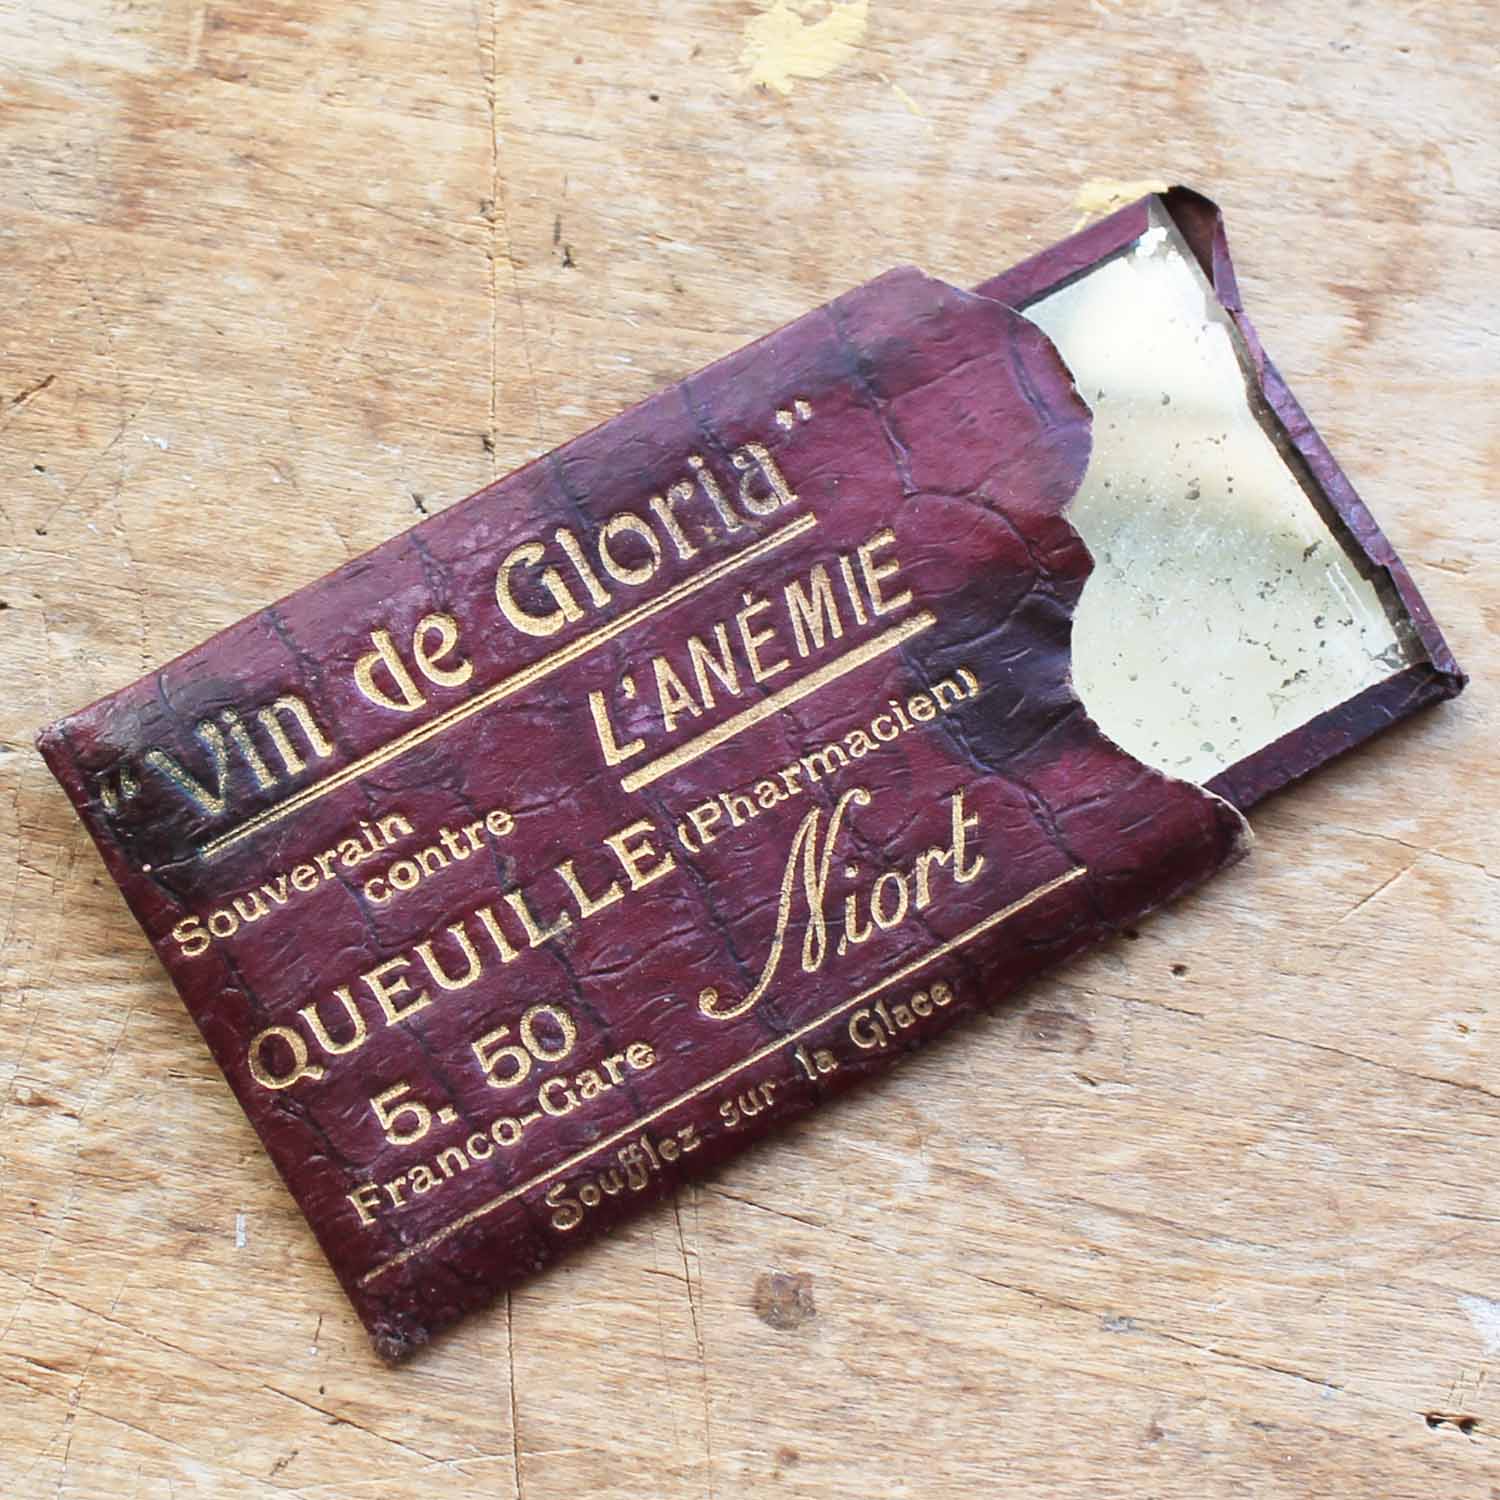 "Vin de Gloria"
Souverain contre L'ANÉMIE
QUEUILLE (Pharmacien)
5. 50 Niort
Franco-Gare
Soufflez sur la Glace